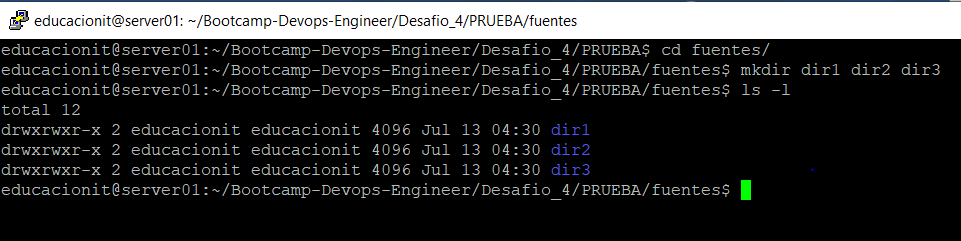 educacionit@server01: ~/Bootcamp-Devops-Engineer/Desafio_4/PRUEBA/fuentes
educacionit@server01:~/Bootcamp-Devops-Engineer/Desafio_4/PRUEBA$ cd fuentes/
educacionit@server01:~/Bootcamp-Devops-Engineer/Desafio_4/PRUEBA/fuentes$ mkdir dir1 dir2 dir3
educacionit@server01:~/Bootcamp-Devops-Engineer/Desafio_4/PRUEBA/fuentes$ ls -l
total 12
drwxrwxr-x 2 educacionit educacionit 4096 Jul 13 04:30 dir1
drwxrwxr-x 2 educacionit educacionit 4096 Jul 13 04:30 dir2
drwxrwxr-x 2 educacionit educacionit 4096 Jul 13 04:30 dir3
educacionit@server01:~/Bootcamp-Devops-Engineer/Desafio_4/PRUEBA/fuentes$